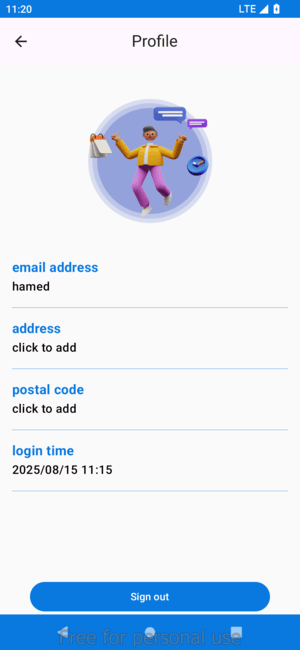 11:20 LTE
Profile
email address
hamed
address
click to add
postal code
click to add
login time
2025/08/15 11:15
Sign out
Free for personal use